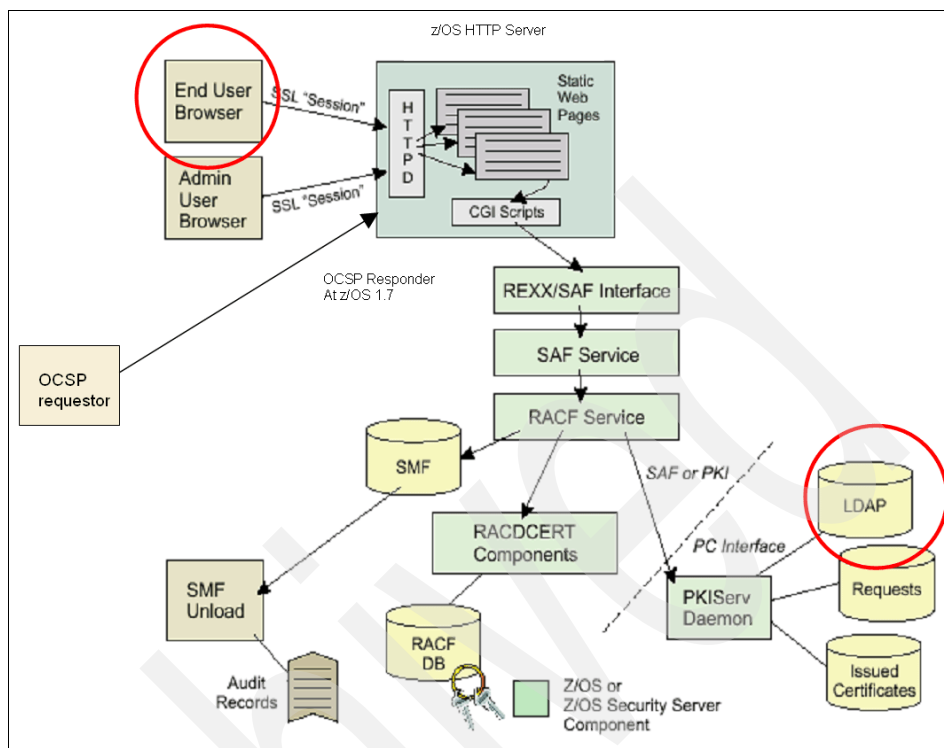 z/OS HTTP Server
End User
Browser
SSL "Session"
H
T
T
P
D
Static
Web
Pages
Admin
User
Browser
SSL "Session"
CGI Scripts
OCSP Responder
At z/OS 1.7
REXX/SAF Interface
SAF Service
OCSP
requestor
RACF Service
SMF
SAF or PKI
LDAP
RACDCERT
Components
PC Interface
Requests
SMF
Unload
PKIServ
Daemon
RACF
DB
Issued
Certificates
Audit
Records
Z/OS or
Z/OS Security Server
Component